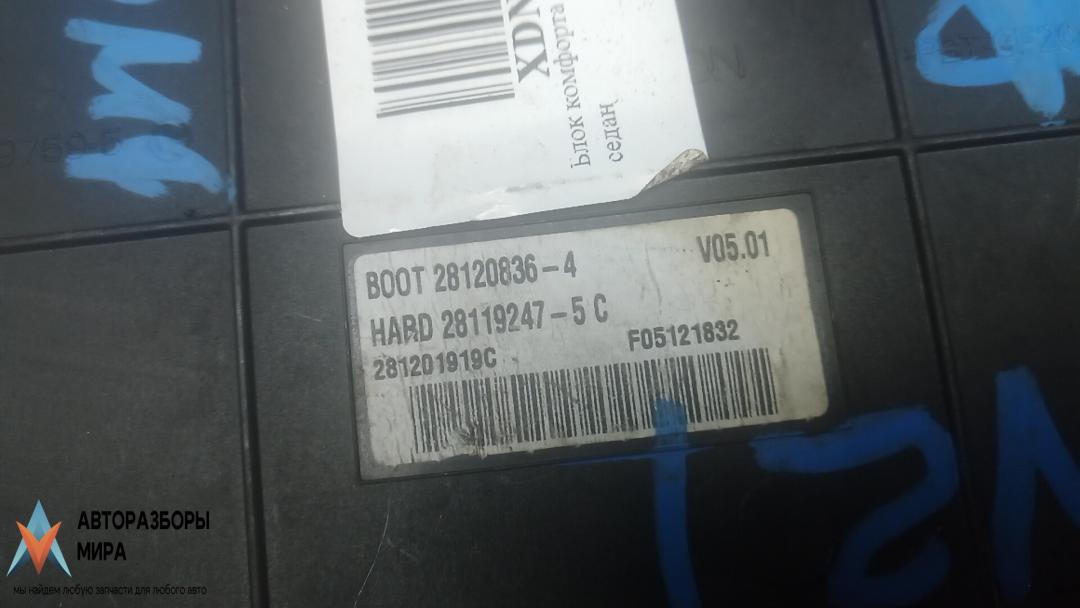 XDN
Блок комфорта
седан
BOOT 28120836-4
V05.01
HARD 28119247-5 C
281201919C
F05121832
АВТОРАЗБОРЫ
МИРА
мы найдем любую запчасти для любого авто